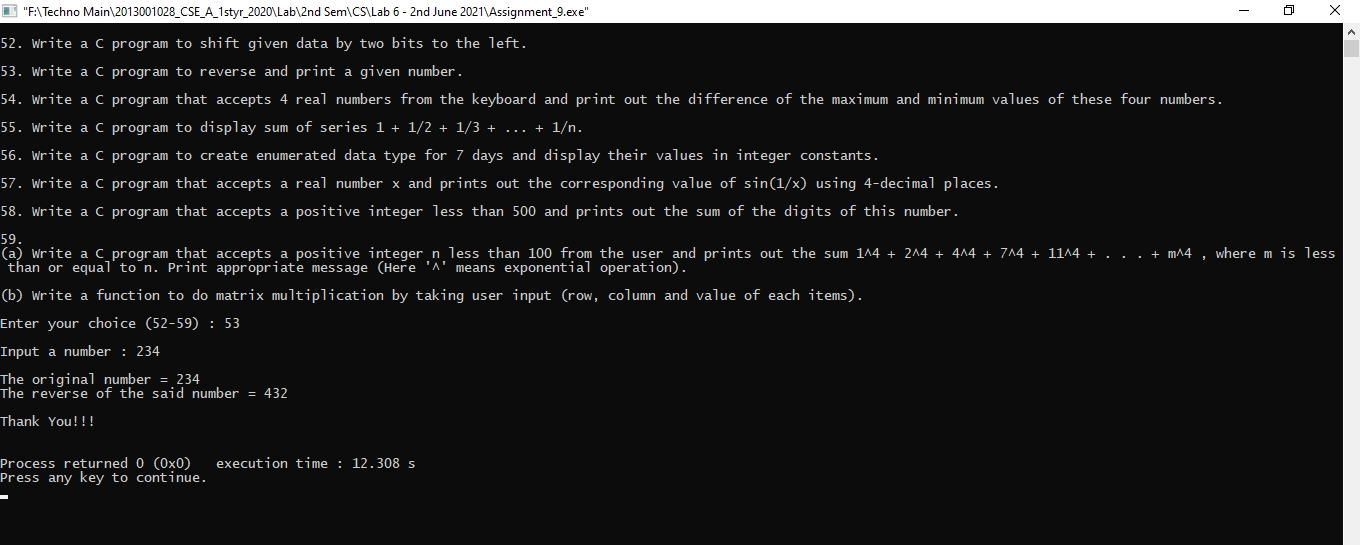 "F:\Techno Main\2013001028_CSE_A_1styr_2020\Lab\2nd Sem\CS\Lab 6 - 2nd June 2021\Assignment_9.exe"
52. Write a C program to shift given data by two bits to the left.
53. Write a C program to reverse and print a given number.
54. Write a C program that accepts 4 real numbers from the keyboard and print out the difference of the maximum and minimum values of these four numbers.
55. Write a C program to display sum of series 1 + 1/2 + 1/3 + ... + 1/n.
56. Write a C program to create enumerated data type for 7 days and display their values in integer constants.
57. Write a C program that accepts a real number x and prints out the corresponding value of sin(1/x) using 4-decimal places.
58. Write a C program that accepts a positive integer less than 500 and prints out the sum of the digits of this number.
59.
(a) Write a C program that accepts a positive integer n less than 100 from the user and prints out the sum 1^4 + 2^4 + 4^4 + 7^4 + 11^4 + . . . + m^4 , where m is less
than or equal to n. Print appropriate message (Here '^' means exponential operation).
(b) Write a function to do matrix multiplication by taking user input (row, column and value of each items).
Enter your choice (52-59) : 53
Input a number : 234
The original number = 234
The reverse of the said number = 432
Thank You!!!
Process returned 0 (0x0)   execution time : 12.308 s
Press any key to continue.